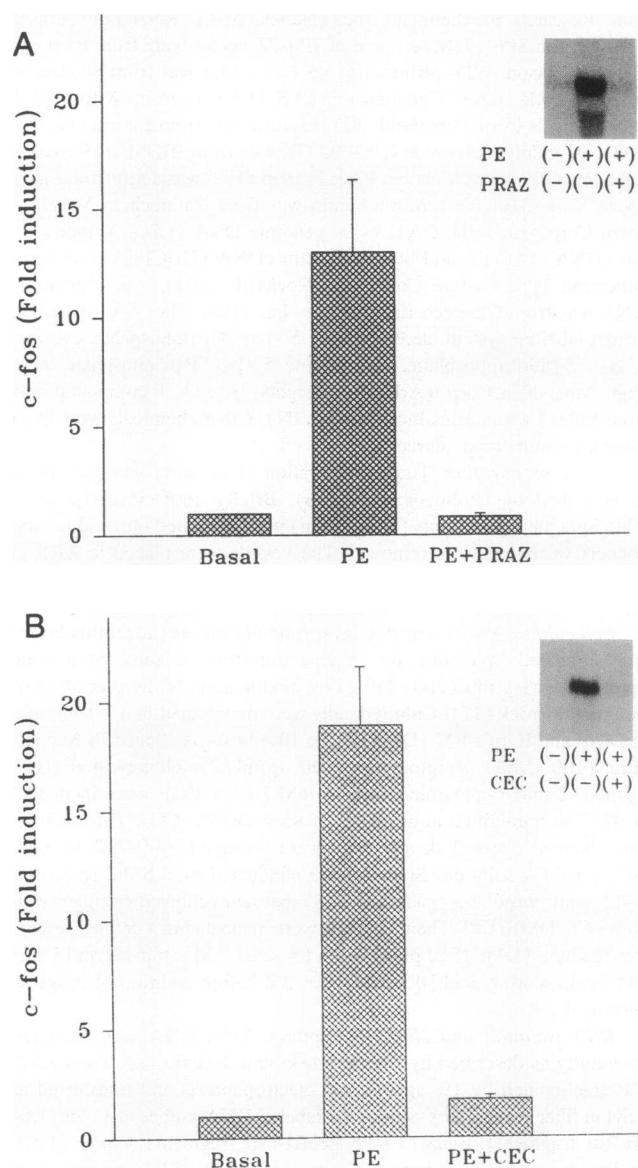 A
c-fos (Fold induction)
20
15
10
5
0
PE (-)(+)(+)
PRAZ (-)(-)(+)
Basal PE PE+PRAZ
B
c-fos (Fold induction)
20
15
10
5
0
PE (-)(+)(+)
CEC (-)(-)(+)
Basal PE PE+CEC